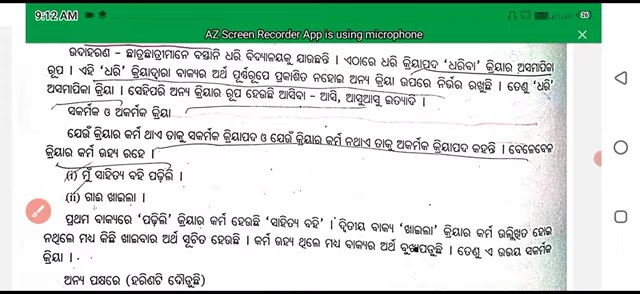 9:12 AM
26
AZ Screen Recorder App is using microphone
ଉଦାହରଣ – ଛାତ୍ରଛାତ୍ରୀମାନେ ବସ୍ତାନି ଧରି ବିଦ୍ୟାଳୟକୁ ଯାଉଛନ୍ତି । ଏଠାରେ ଧରି କ୍ରିୟାପଦ ‘ଧରିବା’ କ୍ରିୟାର ଅସମାପିକା
ରୂପ । ଏହି ‘ଧରି’ କ୍ରିୟାଦ୍ୱାରା ବାକ୍ୟର ଅର୍ଥ ପୂର୍ଣ୍ଣରୂପେ ପ୍ରକାଶିତ ନହୋଇ ଅନ୍ୟ କ୍ରିୟା ଉପରେ ନିର୍ଭର ରଖୁଛି । ତେଣୁ ‘ଧରି’
ଅସମାପିକା କ୍ରିୟା । ସେହିପରି ଅନ୍ୟ କ୍ରିୟାର ରୂପ ହେଉଛି ଆସିବା – ଆସି, ଆସୁଆସୁ ଇତ୍ୟାଦି ।
ସକର୍ମକ ଓ ଅକର୍ମକ କ୍ରିୟା
ଯେଉଁ କ୍ରିୟାର କର୍ମ ଥାଏ ତାକୁ ସକର୍ମକ କ୍ରିୟାପଦ ଓ ଯେଉଁ କ୍ରିୟାର କର୍ମ ନଥାଏ ତାକୁ ଅକର୍ମକ କ୍ରିୟାପଦ କହନ୍ତି । ବେଳେବେଳେ
କ୍ରିୟାର କର୍ମ ଊହ୍ୟ ରହେ ।
(i) ମୁଁ ସାହିତ୍ୟ ବହି ପଢ଼ିଲି ।
(ii) ଗାଈ ଖାଇଲା ।
ପ୍ରଥମ ବାକ୍ୟରେ ‘ପଢ଼ିଲି’ କ୍ରିୟାର କର୍ମ ହେଉଛି ‘ସାହିତ୍ୟ ବହି’ । ଦ୍ୱିତୀୟ ବାକ୍ୟ ‘ଖାଇଲା’ କ୍ରିୟାର କର୍ମ ଉଲ୍ଲିଖିତ ହୋଇ
ନଥିଲେ ମଧ୍ୟ କିଛି ଖାଇବାର ଅର୍ଥ ସୂଚିତ ହେଉଛି । କର୍ମ ଊହ୍ୟ ଥିଲେ ମଧ୍ୟ ବାକ୍ୟର ଅର୍ଥ ବୁଝାପଡୁଛି । ତେଣୁ ଏ ଉଭୟ ସକର୍ମକ
କ୍ରିୟା ।
ଅନ୍ୟ ପକ୍ଷରେ (ହରିଣଟି ଦୌଡୁଛି)